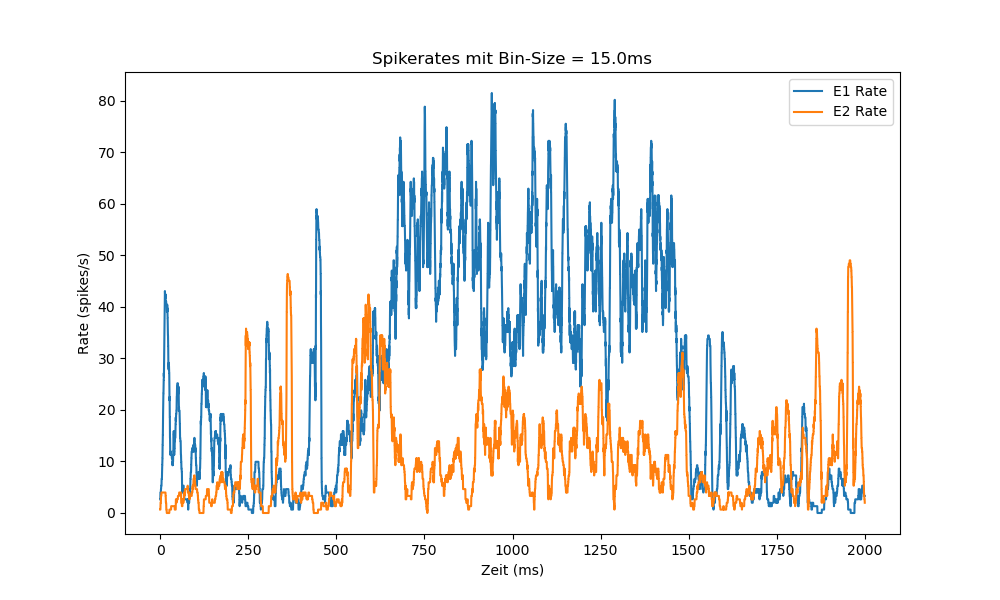 Spikerates mit Bin-Size = 15.0ms
E1 Rate
E2 Rate
80
70
60
50
40
30
20
10
0
Rate (spikes/s)
0 250 500 750 1000 1250 1500 1750 2000
Zeit (ms)